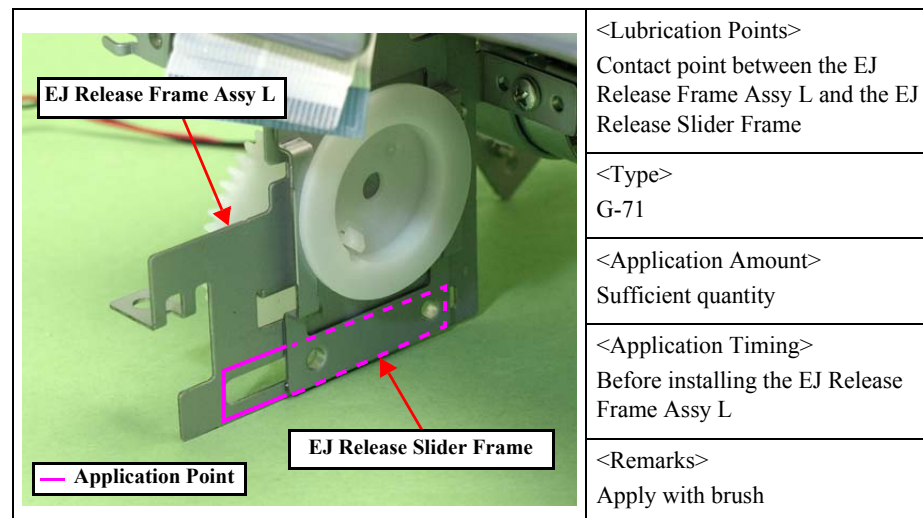 EJ Release Frame Assy L
EJ Release Slider Frame
Application Point
<Lubrication Points>
Contact point between the EJ
Release Frame Assy L and the EJ
Release Slider Frame
<Type>
G-71
<Application Amount>
Sufficient quantity
<Application Timing>
Before installing the EJ Release
Frame Assy L
<Remarks>
Apply with brush